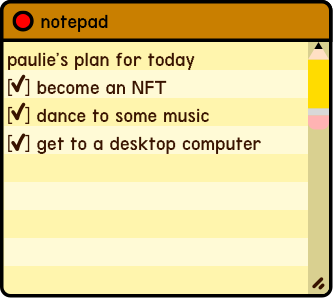 notepad
paulie's plan for today
[✓] become an NFT
[✓] dance to some music
[✓] get to a desktop computer